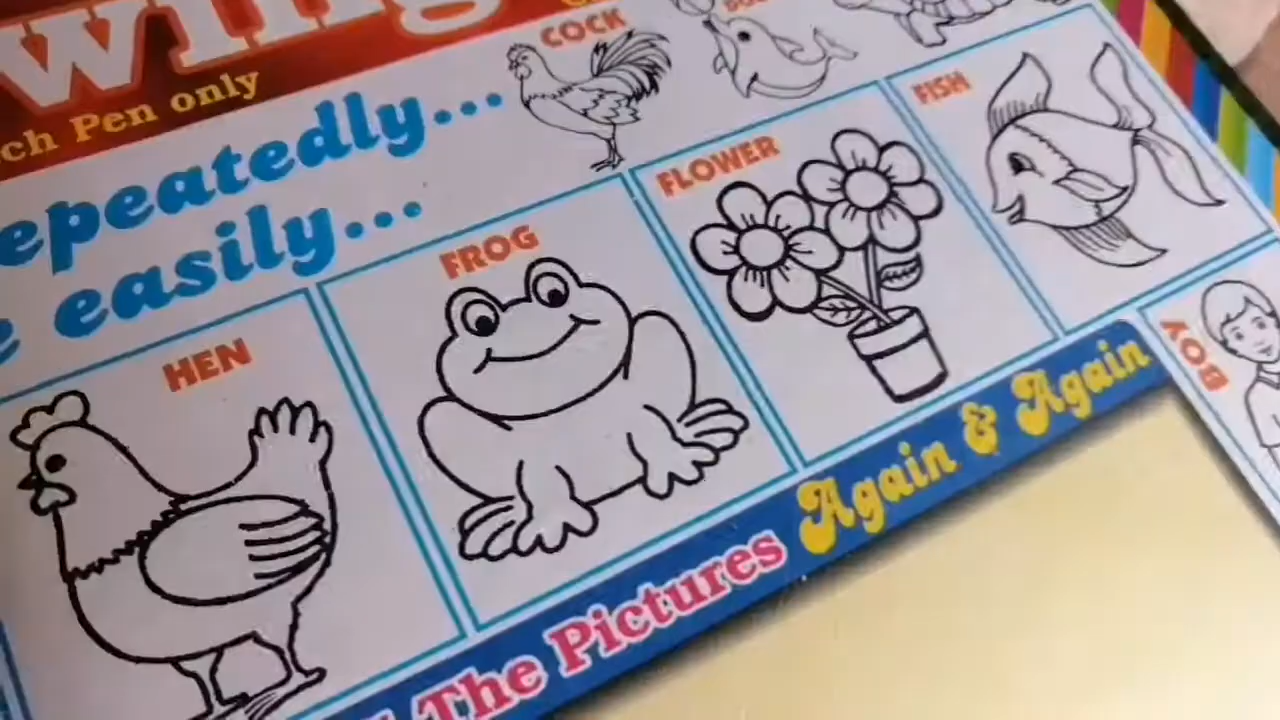 wing
ch Pen only
epeatedly...
e easily...
COCK
HEN
FROG
FLOWER
FISH
BOY
The Pictures Again & Again